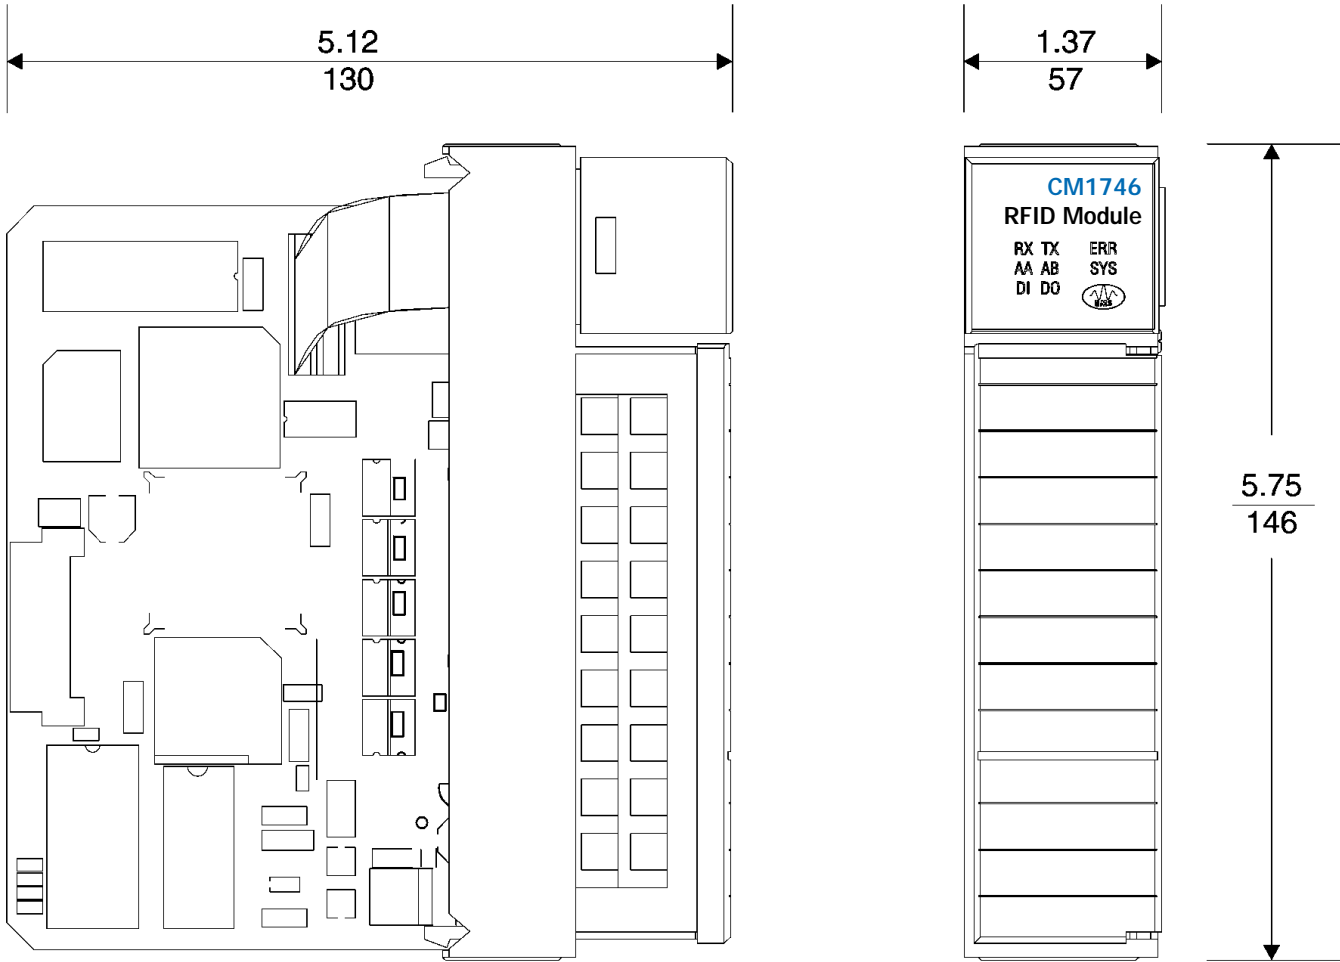 5.12
130
1.37
57
CM1746
RFID Module
RX TX ERR
AA AB SYS
DI DO
EMS
5.75
146